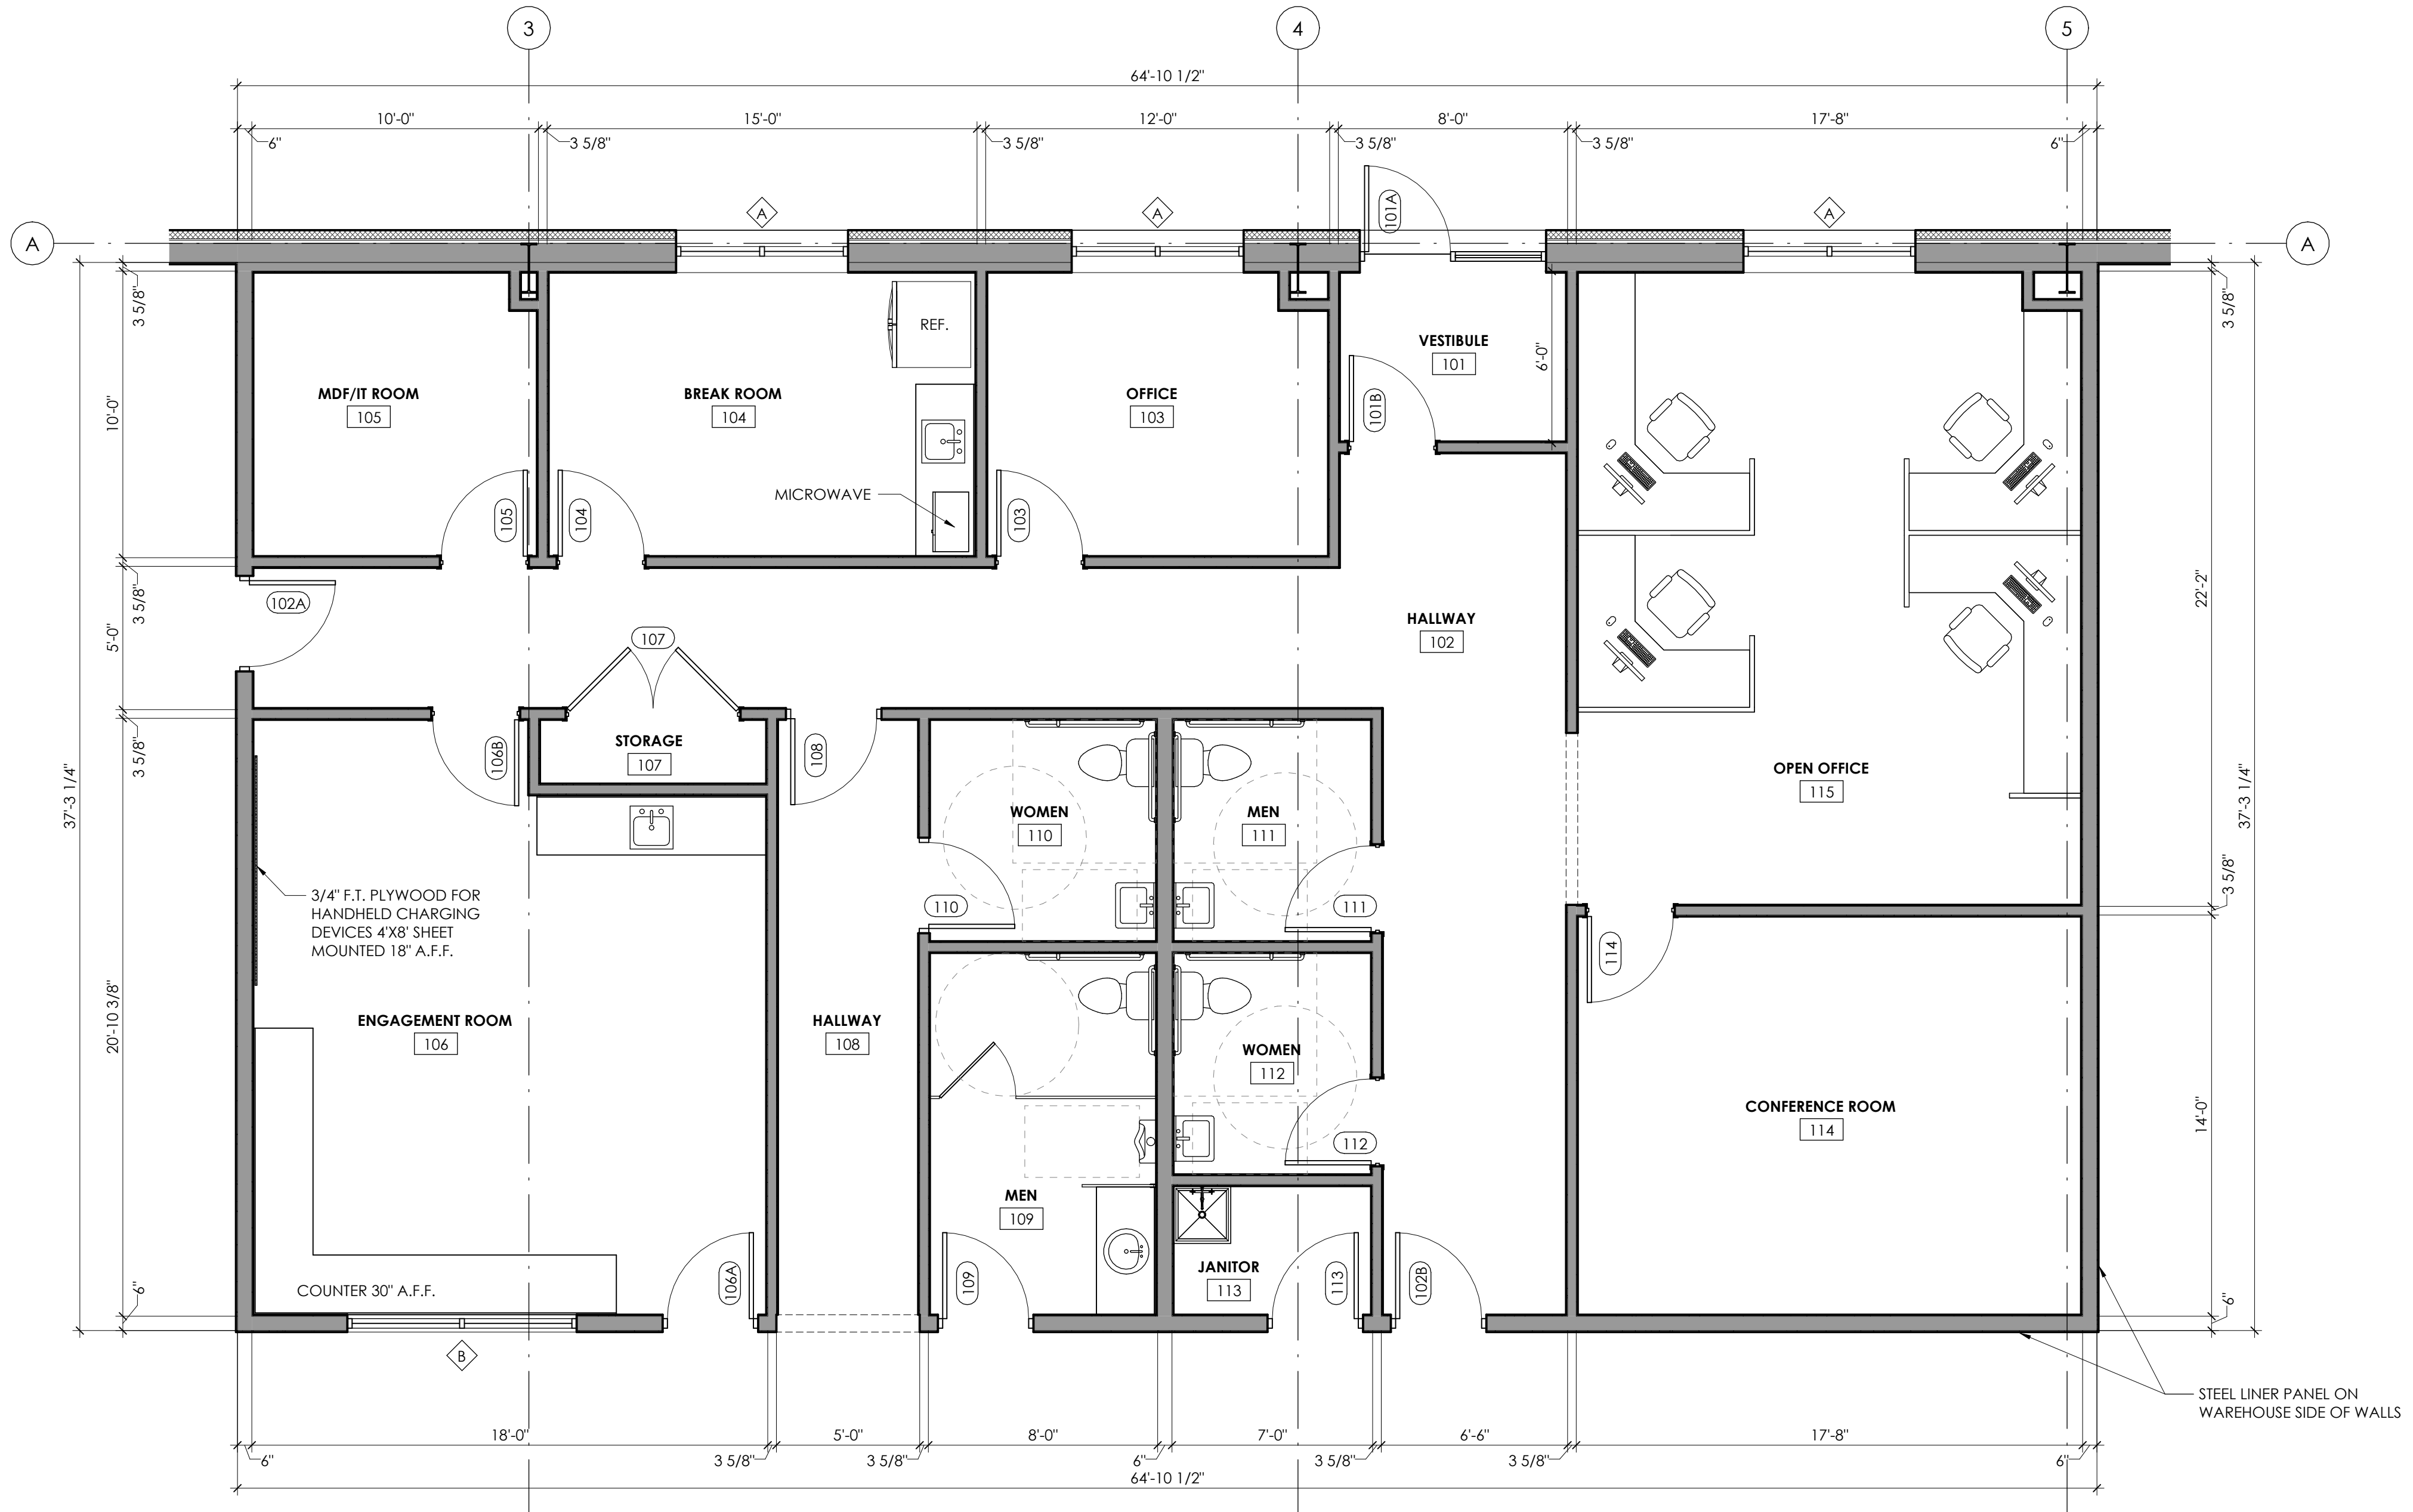 3
4
5
64'-10 1/2"
10'-0"
15'-0"
12'-0"
8'-0"
17'-8"
6"
3 5/8"
3 5/8"
3 5/8"
3 5/8"
6"
A
A
A
101A
A
A
3 5/8"
3 5/8"
REF.
VESTIBULE
101
6'-0"
MDF/IT ROOM
105
BREAK ROOM
104
OFFICE
103
101B
10'-0"
MICROWAVE
105
104
103
102A
3 5/8"
5'-0"
22'-2"
HALLWAY
102
107
STORAGE
107
106B
108
3 5/8"
37'-3 1/4"
OPEN OFFICE
115
37'-3 1/4"
WOMEN
110
MEN
111
3/4" F.T. PLYWOOD FOR
HANDHELD CHARGING
DEVICES 4'X8' SHEET
MOUNTED 18" A.F.F.
110
111
3 5/8"
114
20'-10 3/8"
ENGAGEMENT ROOM
106
HALLWAY
108
WOMEN
112
CONFERENCE ROOM
114
14'-0"
112
MEN
109
JANITOR
113
106A
109
113
102B
COUNTER 30" A.F.F.
6"
6"
B
STEEL LINER PANEL ON
WAREHOUSE SIDE OF WALLS
18'-0"
5'-0"
8'-0"
7'-0"
6'-6"
17'-8"
6"
3 5/8"
3 5/8"
6"
3 5/8"
3 5/8"
6"
64'-10 1/2"